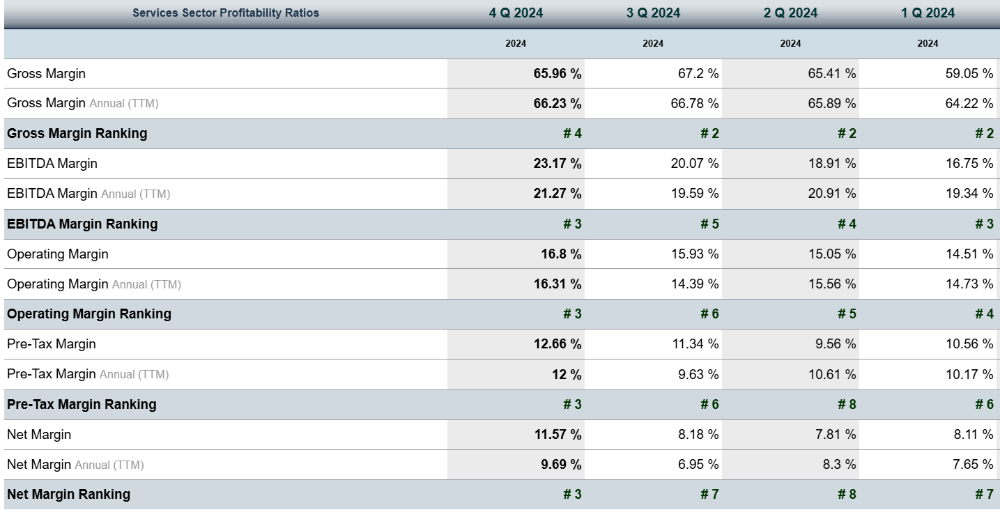 Services Sector Profitability Ratios 4 Q 2024 3 Q 2024 2 Q 2024 1 Q 2024
2024 2024 2024 2024
Gross Margin 65.96 % 67.2 % 65.41 % 59.05 %
Gross Margin Annual (TTM) 66.23 % 66.78 % 65.89 % 64.22 %
Gross Margin Ranking # 4 # 2 # 2 # 2
EBITDA Margin 23.17 % 20.07 % 18.91 % 16.75 %
EBITDA Margin Annual (TTM) 21.27 % 19.59 % 20.91 % 19.34 %
EBITDA Margin Ranking # 3 # 5 # 4 # 3
Operating Margin 16.8 % 15.93 % 15.05 % 14.51 %
Operating Margin Annual (TTM) 16.31 % 14.39 % 15.56 % 14.73 %
Operating Margin Ranking # 3 # 6 # 5 # 4
Pre-Tax Margin 12.66 % 11.34 % 9.56 % 10.56 %
Pre-Tax Margin Annual (TTM) 12 % 9.63 % 10.61 % 10.17 %
Pre-Tax Margin Ranking # 3 # 6 # 8 # 6
Net Margin 11.57 % 8.18 % 7.81 % 8.11 %
Net Margin Annual (TTM) 9.69 % 6.95 % 8.3 % 7.65 %
Net Margin Ranking # 3 # 7 # 8 # 7